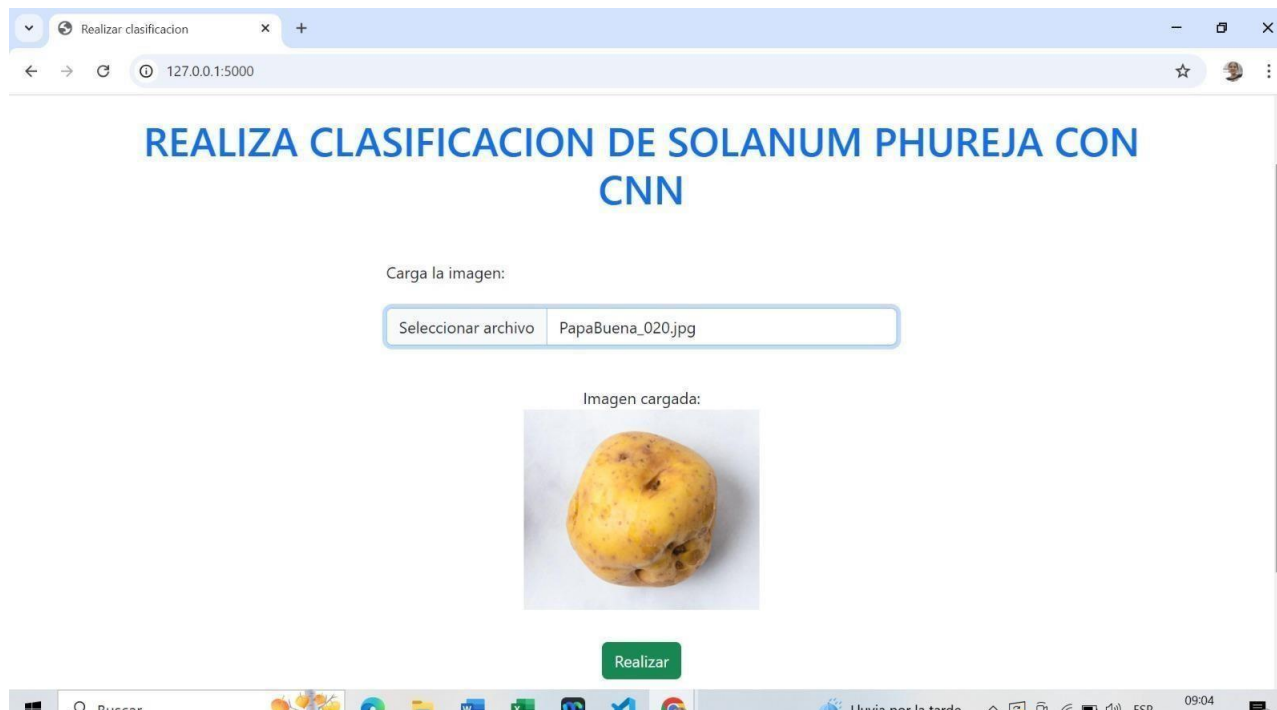 Realizar clasificacion
127.0.0.1:5000
REALIZA CLASIFICACION DE SOLANUM PHUREJA CON
CNN
Carga la imagen:
Seleccionar archivo PapaBuena_020.jpg
Imagen cargada:
Realizar
Buscar
Lluvia por la tarde
ESP
09:04